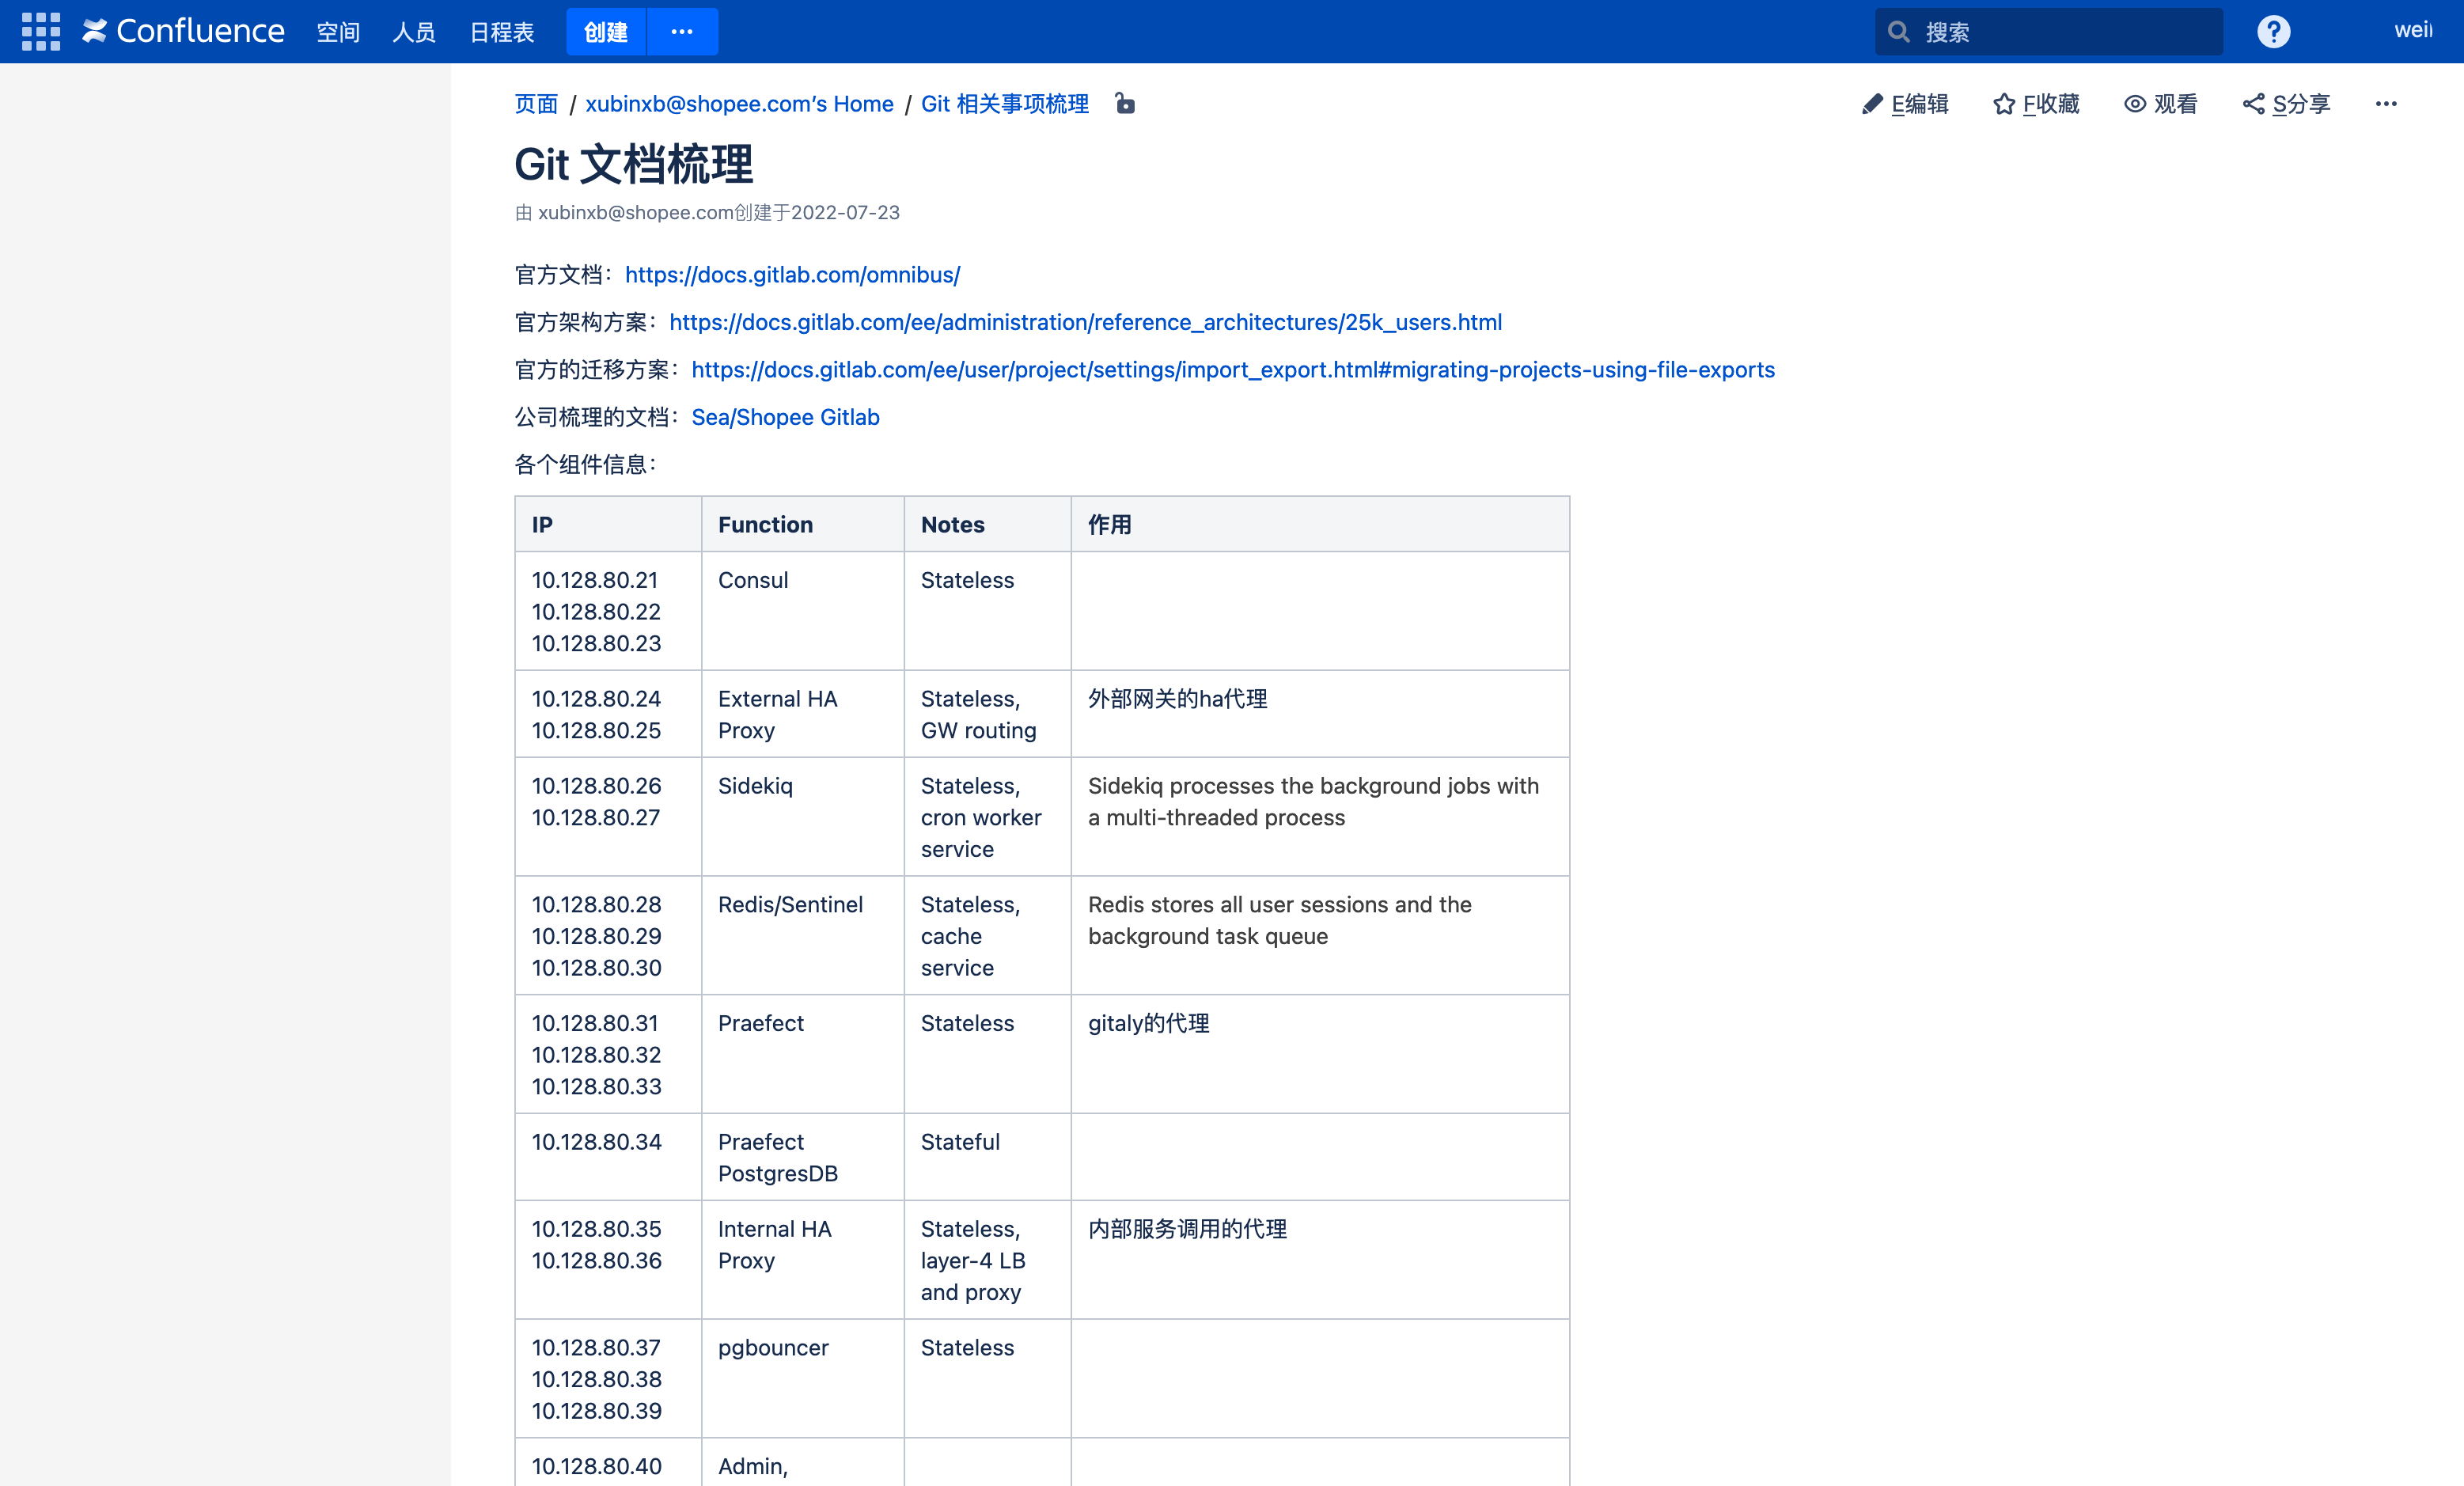 Confluence 空间 人员 日程表 创建 ··· 搜索 ? wei
页面 / xubinxb@shopee.com's Home / Git 相关事项梳理 E编辑 F收藏 观看 S分享 ···
Git 文档梳理
由 xubinxb@shopee.com创建于2022-07-23
官方文档：https://docs.gitlab.com/omnibus/
官方架构方案：https://docs.gitlab.com/ee/administration/reference_architectures/25k_users.html
官方的迁移方案：https://docs.gitlab.com/ee/user/project/settings/import_export.html#migrating-projects-using-file-exports
公司梳理的文档：Sea/Shopee Gitlab
各个组件信息：
IP Function Notes 作用
10.128.80.21 Consul Stateless
10.128.80.22
10.128.80.23
10.128.80.24 External HA Stateless, 外部网关的ha代理
10.128.80.25 Proxy GW routing
10.128.80.26 Sidekiq Stateless, Sidekiq processes the background jobs with
10.128.80.27 cron worker a multi-threaded process
service
10.128.80.28 Redis/Sentinel Stateless, Redis stores all user sessions and the
10.128.80.29 cache background task queue
10.128.80.30 service
10.128.80.31 Praefect Stateless gitaly的代理
10.128.80.32
10.128.80.33
10.128.80.34 Praefect Stateful
PostgresDB
10.128.80.35 Internal HA Stateless, 内部服务调用的代理
10.128.80.36 Proxy layer-4 LB
and proxy
10.128.80.37 pgbouncer Stateless
10.128.80.38
10.128.80.39
10.128.80.40 Admin,